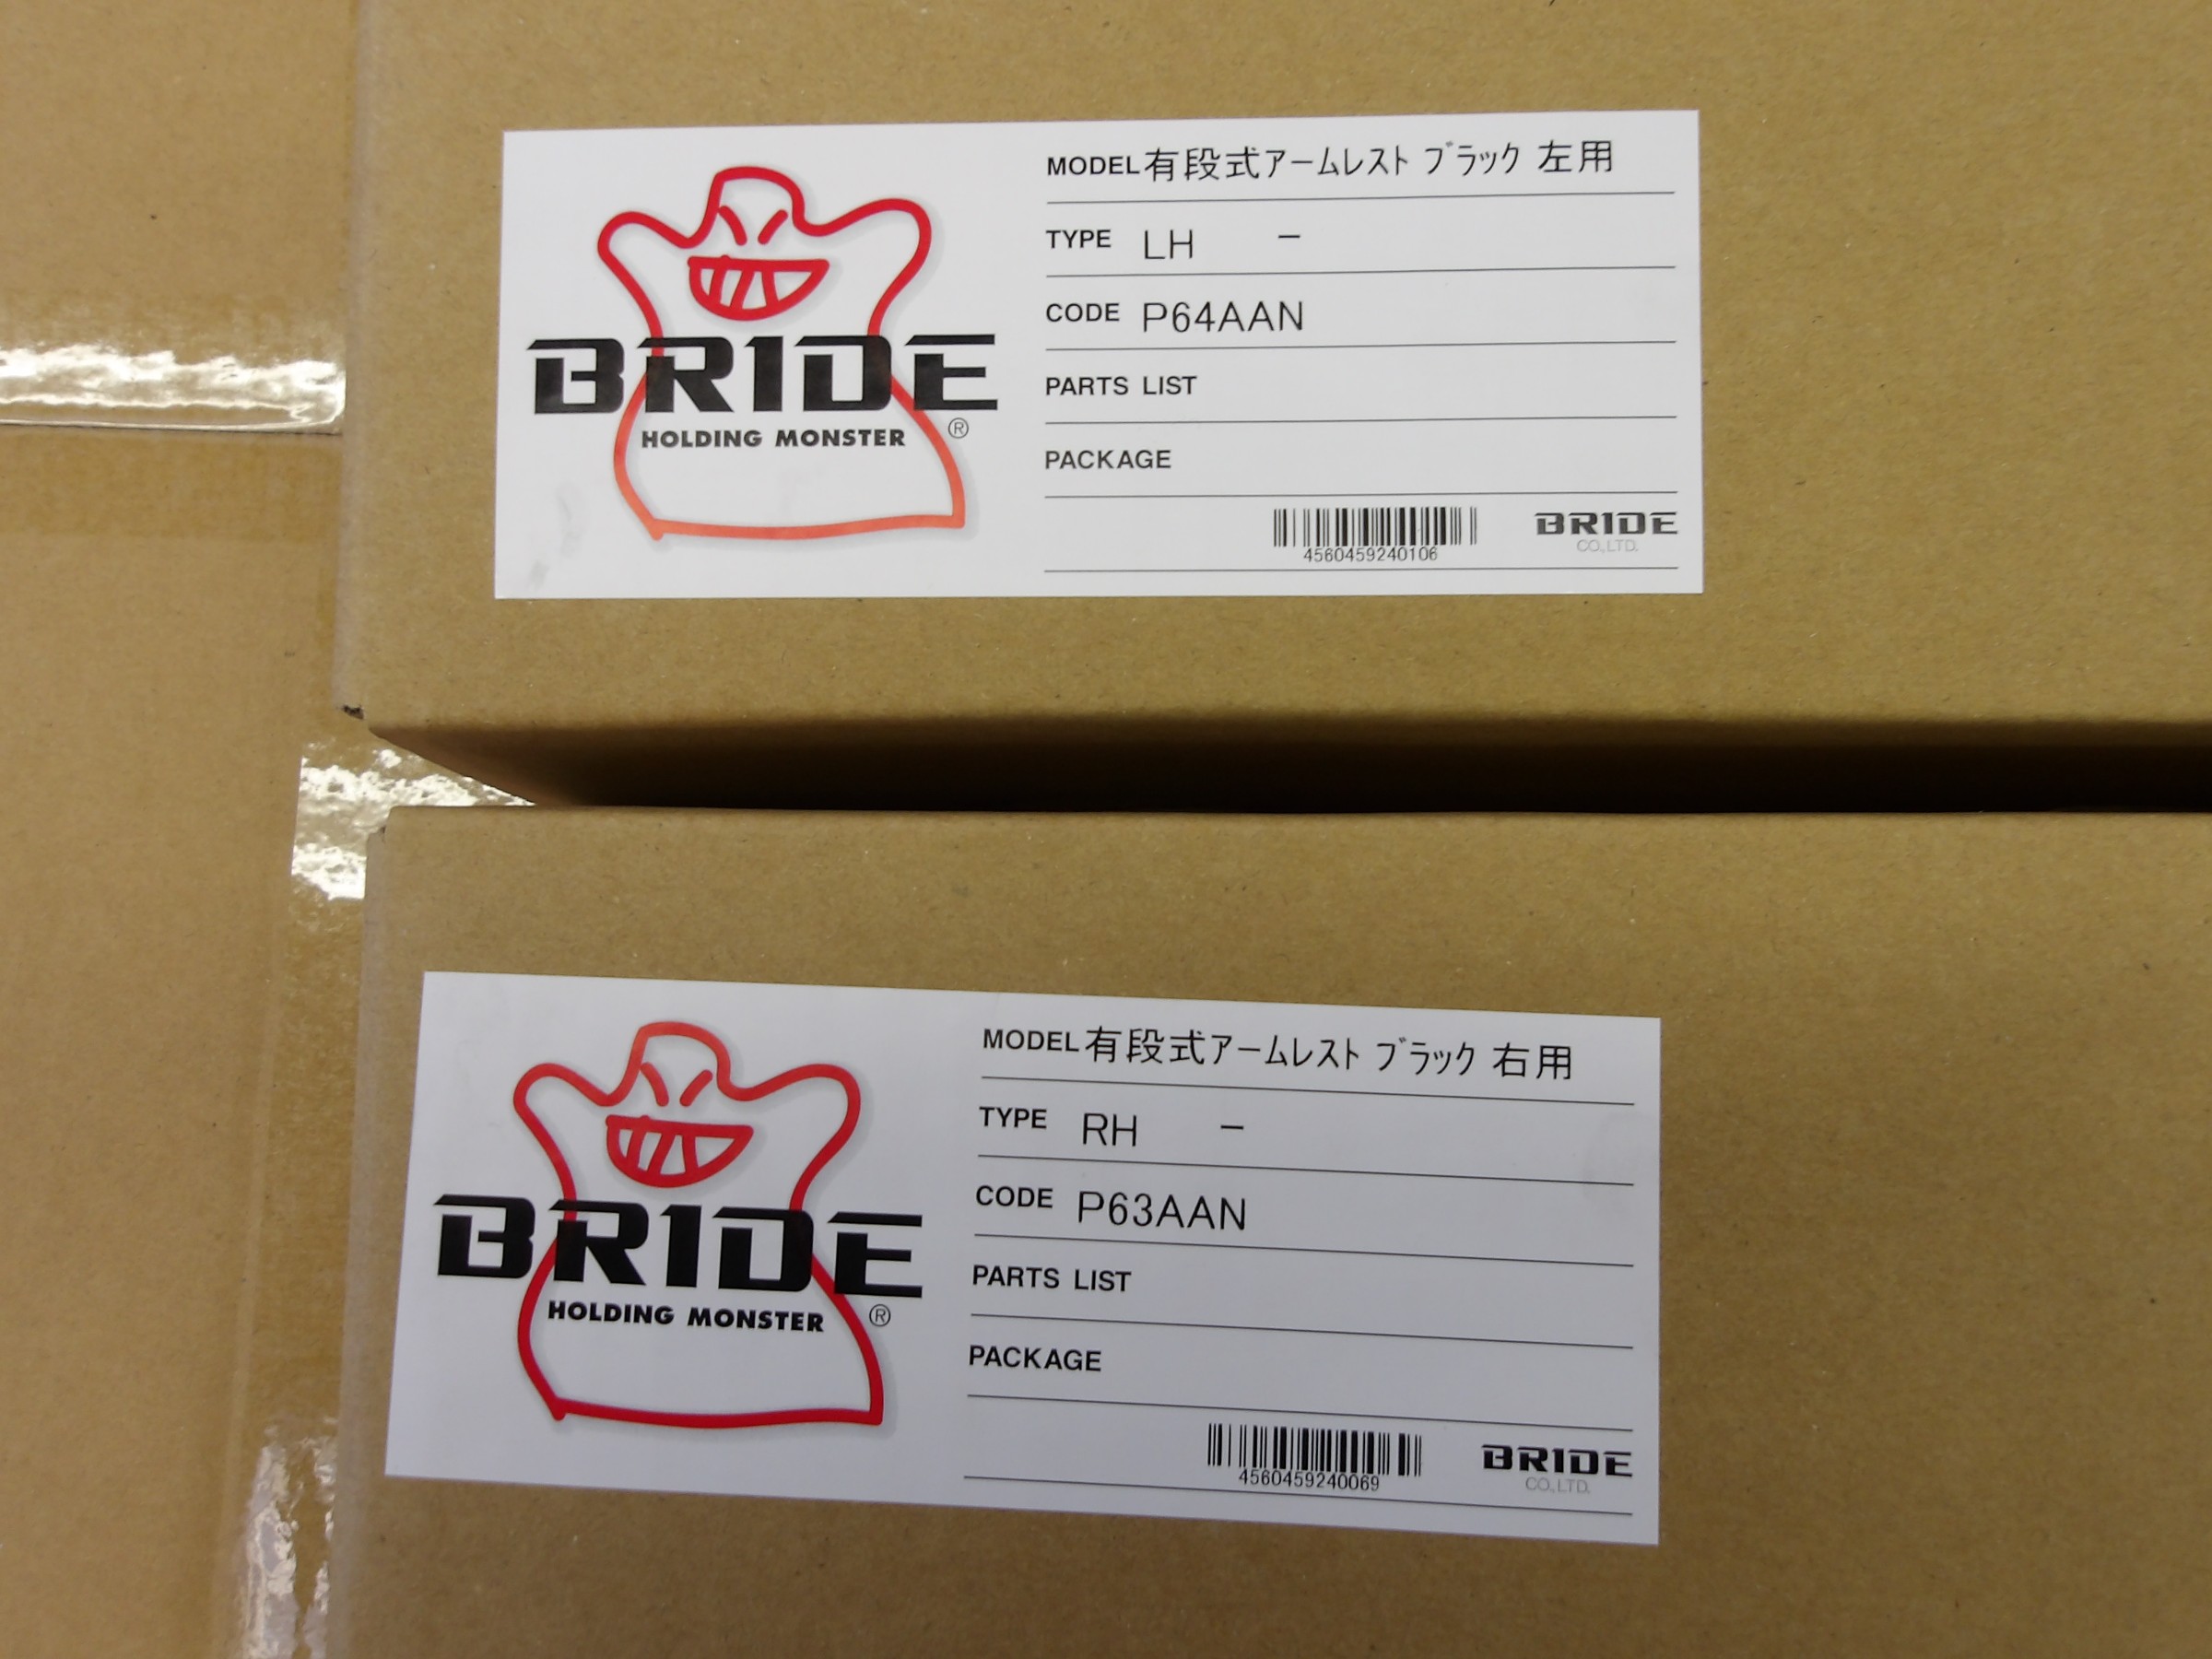 MODEL 有段式アームレスト ブラック 左用
TYPE LH -
CODE P64AAN
PARTS LIST
PACKAGE
BRIDE
HOLDING MONSTER
®
4560459240106
BRIDE
CO.,LTD.
MODEL 有段式アームレスト ブラック 右用
TYPE RH -
CODE P63AAN
PARTS LIST
PACKAGE
BRIDE
HOLDING MONSTER
®
4560459240069
BRIDE
CO.,LTD.